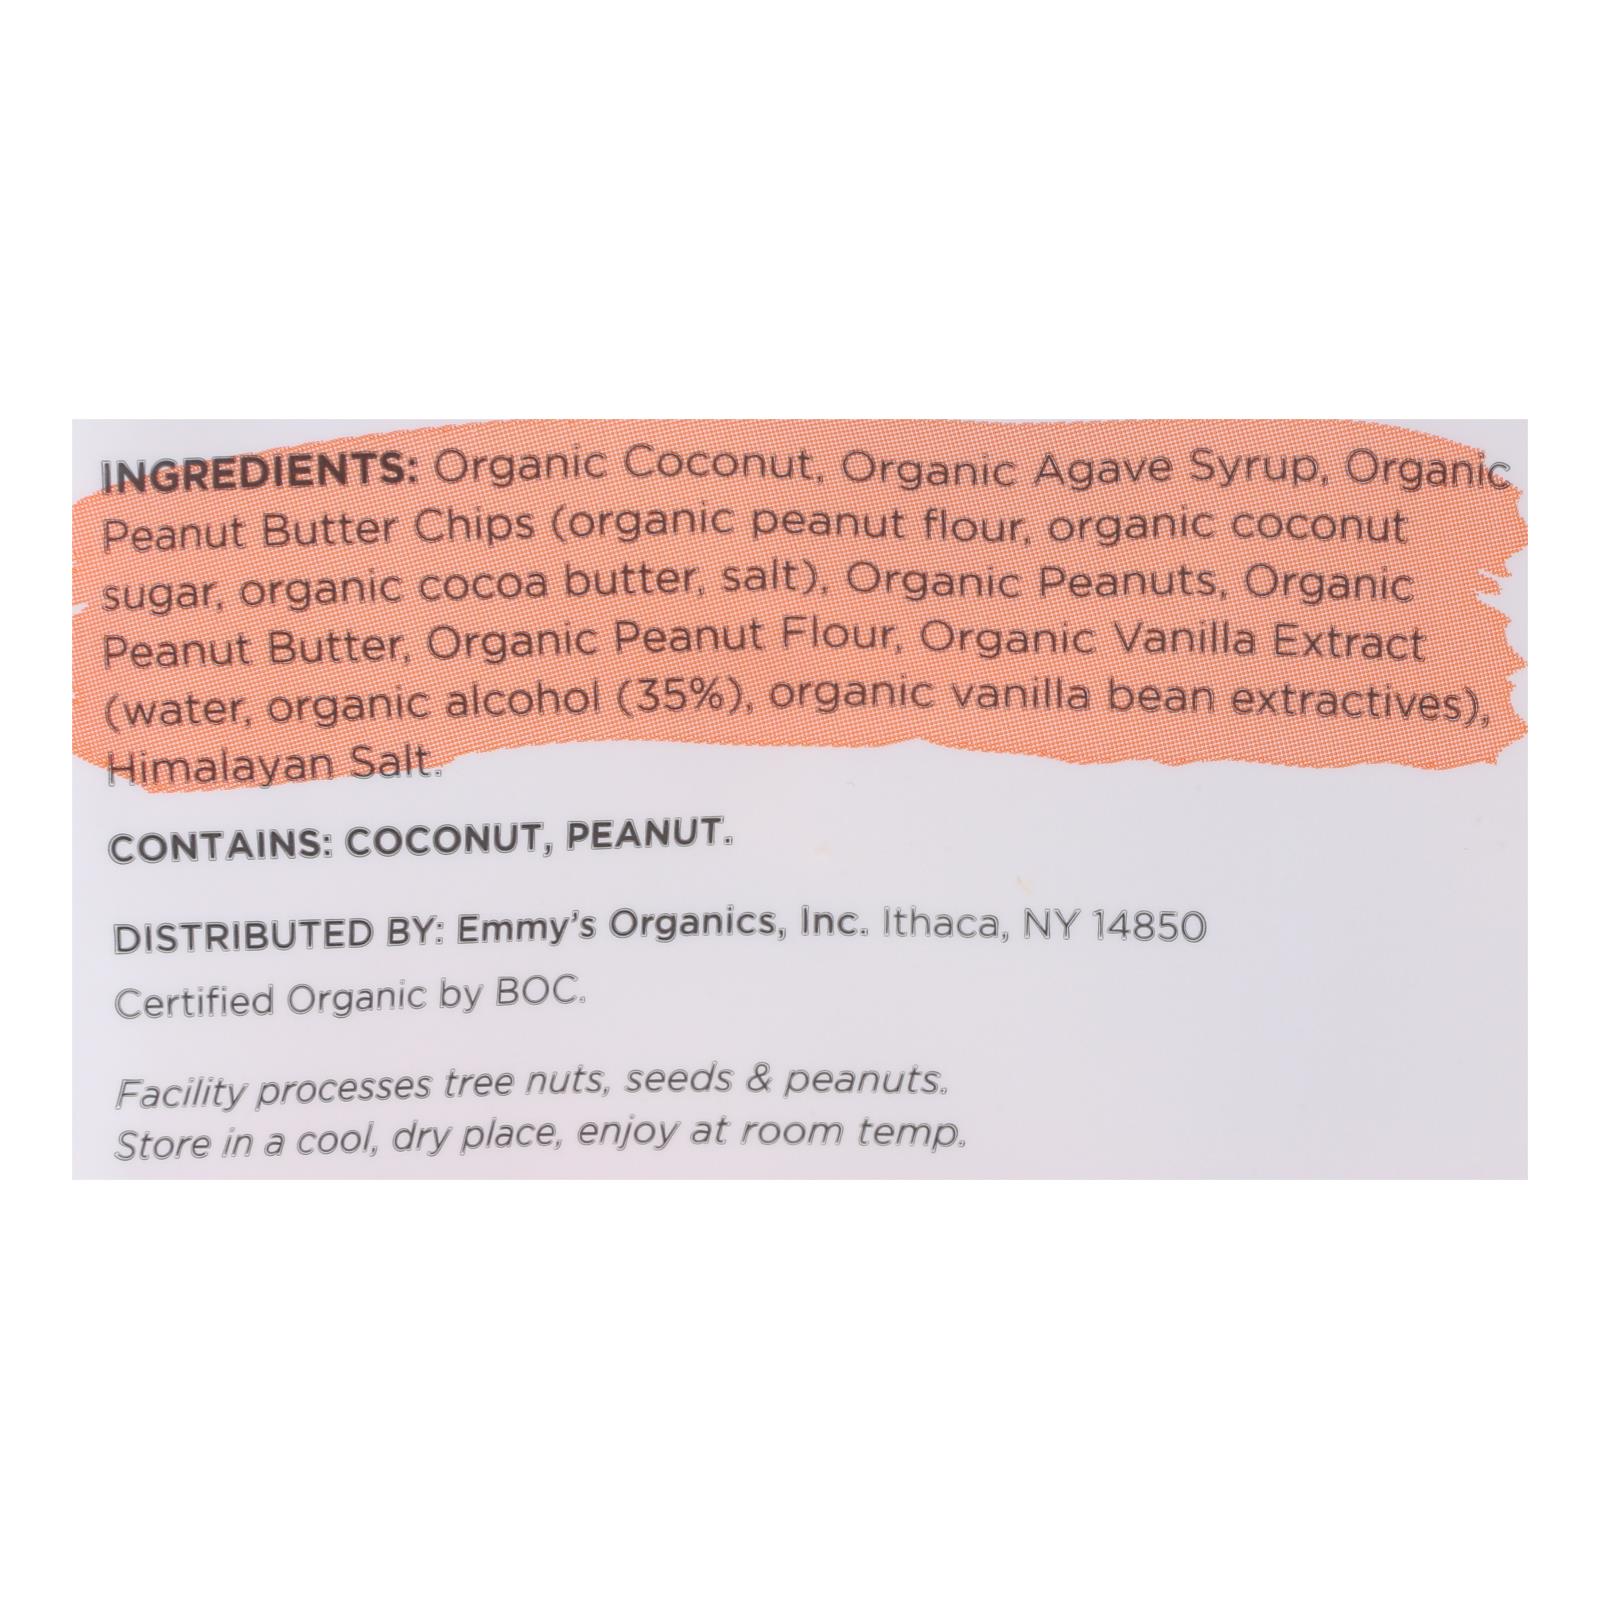 INGREDIENTS: Organic Coconut, Organic Agave Syrup, Organic
Peanut Butter Chips (organic peanut flour, organic coconut
sugar, organic cocoa butter, salt), Organic Peanuts, Organic
Peanut Butter, Organic Peanut Flour, Organic Vanilla Extract
(water, organic alcohol (35%), organic vanilla bean extractives),
Himalayan Salt.
CONTAINS: COCONUT, PEANUT.
DISTRIBUTED BY: Emmy's Organics, Inc. Ithaca, NY 14850
Certified Organic by BOC.
Facility processes tree nuts, seeds & peanuts.
Store in a cool, dry place, enjoy at room temp.